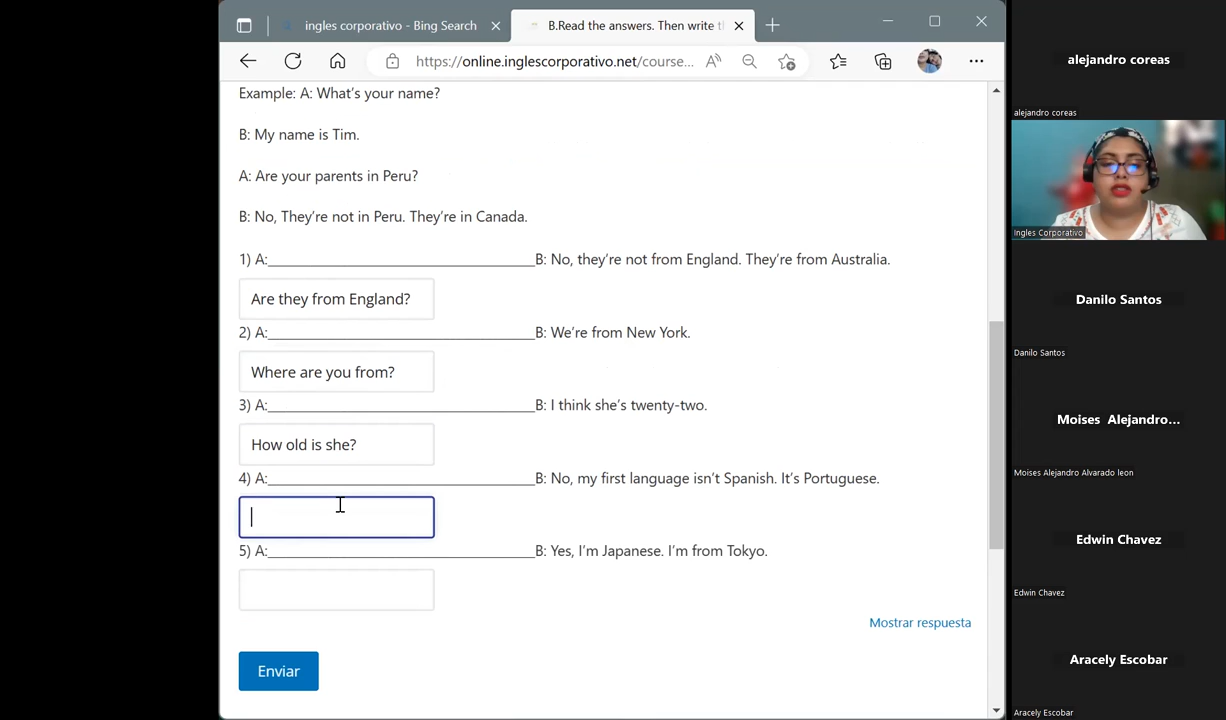 ingles corporativo - Bing Search
B.Read the answers. Then write t
https://online.inglescorporativo.net/course...
Example: A: What's your name?
B: My name is Tim.
A: Are your parents in Peru?
B: No, They're not in Peru. They're in Canada.
1) A:________________________________B: No, they're not from England. They're from Australia.
Are they from England?
2) A:________________________________B: We're from New York.
Where are you from?
3) A:________________________________B: I think she's twenty-two.
How old is she?
4) A:________________________________B: No, my first language isn't Spanish. It's Portuguese.
5) A:________________________________B: Yes, I'm Japanese. I'm from Tokyo.
Mostrar respuesta
Enviar
alejandro coreas
alejandro coreas
Ingles Corporativo
Danilo Santos
Danilo Santos
Moises Alejandro...
Moises Alejandro Alvarado leon
Edwin Chavez
Edwin Chavez
Aracely Escobar
Aracely Escobar